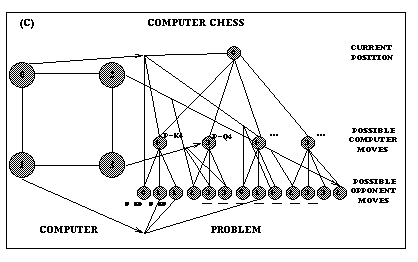 (C) COMPUTER CHESS
CURRENT
POSITION
P-K4 P-Q4 ... ...
POSSIBLE
COMPUTER
MOVES
POSSIBLE
OPPONENT
MOVES
COMPUTER PROBLEM